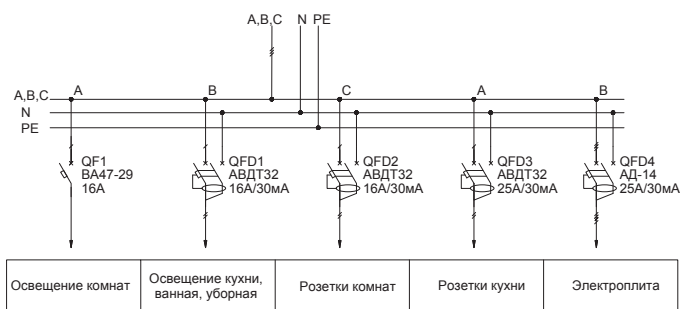 A,B,C N PE
A,B,C
N
PE
A
B
C
A
B
QF1
ВА47-29
16А
QFD1
АВДТ32
16А/30мА
QFD2
АВДТ32
16А/30мА
QFD3
АВДТ32
25А/30мА
QFD4
АД-14
25А/30мА
Освещение комнат
Освещение кухни,
ванная, уборная
Розетки комнат
Розетки кухни
Электроплита